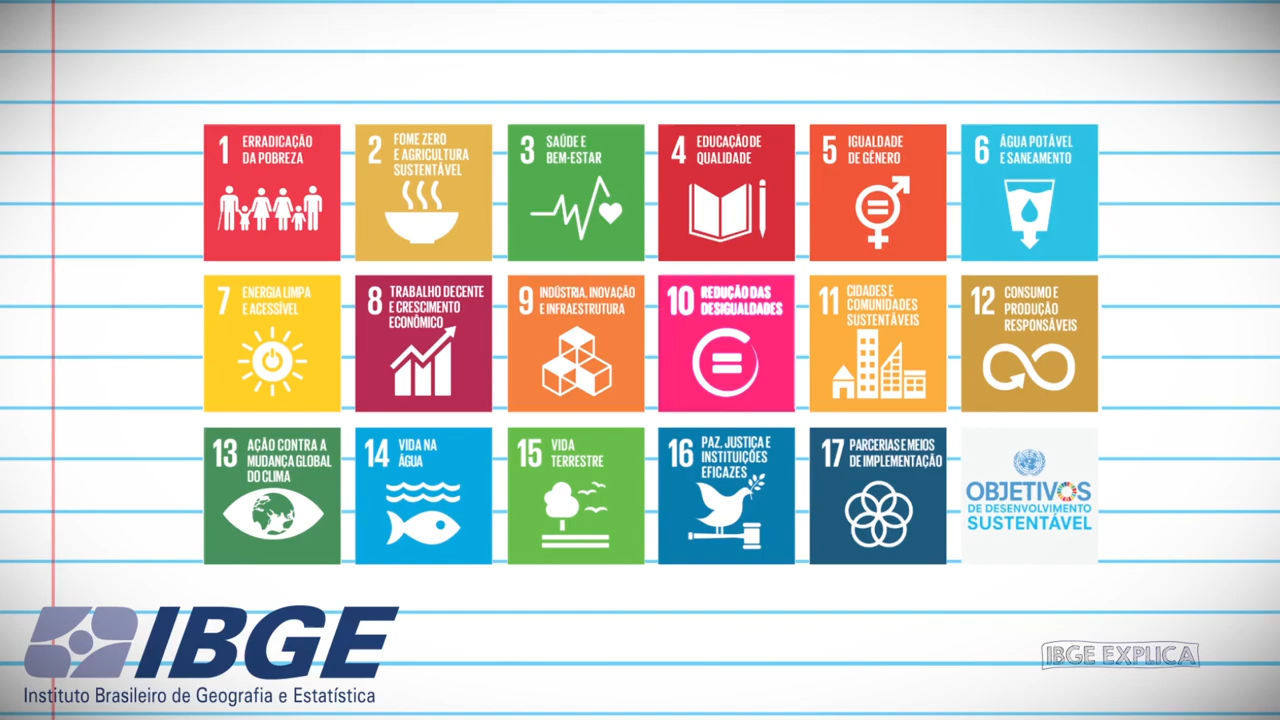 1 ERRADICAÇÃO
DA POBREZA
2 FOME ZERO
E AGRICULTURA
SUSTENTÁVEL
3 SAÚDE E
BEM-ESTAR
4 EDUCAÇÃO DE
QUALIDADE
5 IGUALDADE
DE GÊNERO
6 ÁGUA POTÁVEL
E SANEAMENTO
7 ENERGIA LIMPA
E ACESSÍVEL
8 TRABALHO DECENTE
E CRESCIMENTO
ECONÔMICO
9 INDÚSTRIA, INOVAÇÃO
E INFRAESTRUTURA
10 REDUÇÃO DAS
DESIGUALDADES
11 CIDADES E
COMUNIDADES
SUSTENTÁVEIS
12 CONSUMO E
PRODUÇÃO
RESPONSÁVEIS
13 AÇÃO CONTRA A
MUDANÇA GLOBAL
DO CLIMA
14 VIDA NA
ÁGUA
15 VIDA
TERRESTRE
16 PAZ, JUSTIÇA E
INSTITUIÇÕES
EFICAZES
17 PARCERIAS E MEIOS
DE IMPLEMENTAÇÃO
OBJETIVOS
DE DESENVOLVIMENTO
SUSTENTÁVEL
IBGE
Instituto Brasileiro de Geografia e Estatística
IBGE EXPLICA